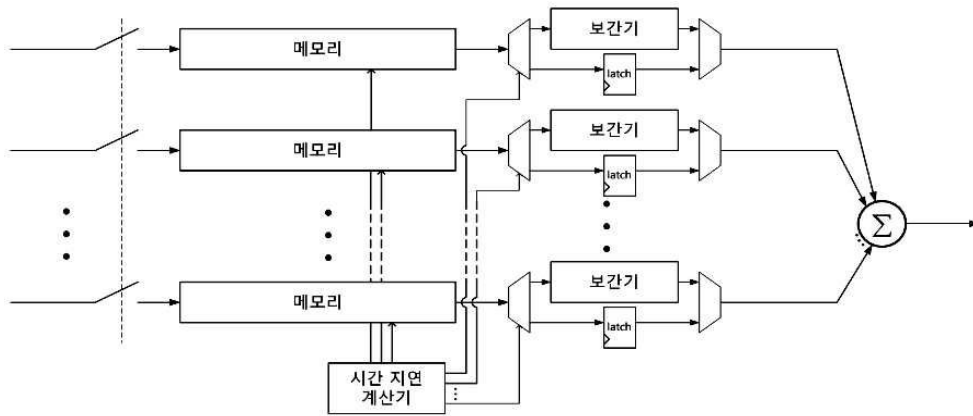 메모리
보간기
latch
메모리
보간기
latch
메모리
보간기
latch
Σ
시간 지연
계산기